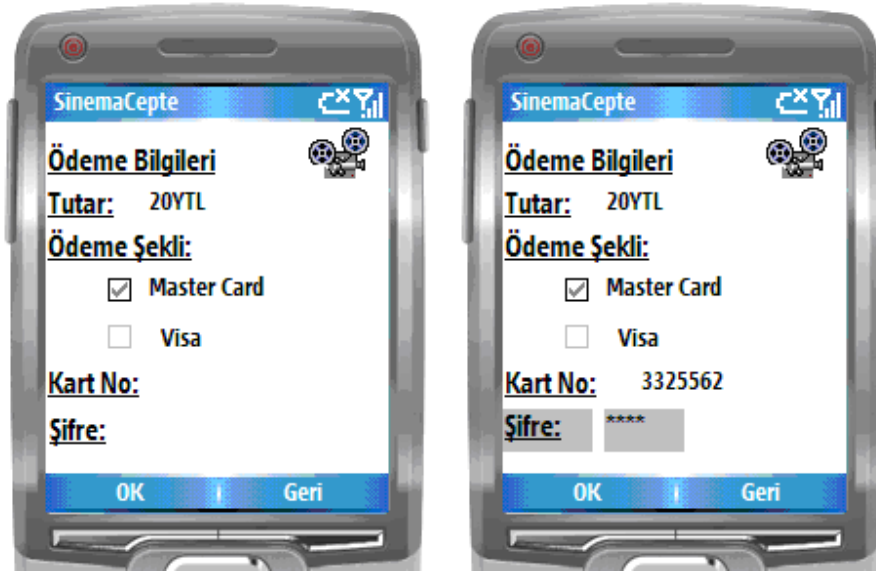 SinemaCepte
Ödeme Bilgileri
Tutar: 20YTL
Ödeme Şekli:
Master Card
Visa
Kart No:
Şifre:
OK Geri
SinemaCepte
Ödeme Bilgileri
Tutar: 20YTL
Ödeme Şekli:
Master Card
Visa
Kart No: 3325562
Şifre: ****
OK Geri